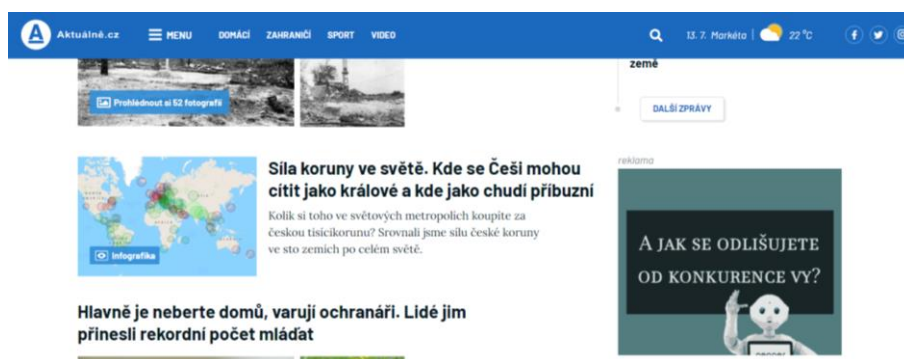 Aktuálně.cz
MENU
DOMÁCÍ
ZAHRANIČÍ
SPORT
VIDEO
13. 7. Markéta | 22 °C
Prohlédnout si 52 fotografií
země
DALŠÍ ZPRÁVY
Síla koruny ve světě. Kde se Češi mohou
cítit jako králové a kde jako chudí příbuzní
Kolik si toho ve světových metropolích koupíte za
českou tisícikorunu? Srovnali jsme sílu české koruny
ve sto zemích po celém světě.
Infografika
reklama
A JAK SE ODLIŠUJETE
OD KONKURENCE VY?
Hlavně je neberte domů, varují ochranáři. Lidé jim
přinesli rekordní počet mláďat